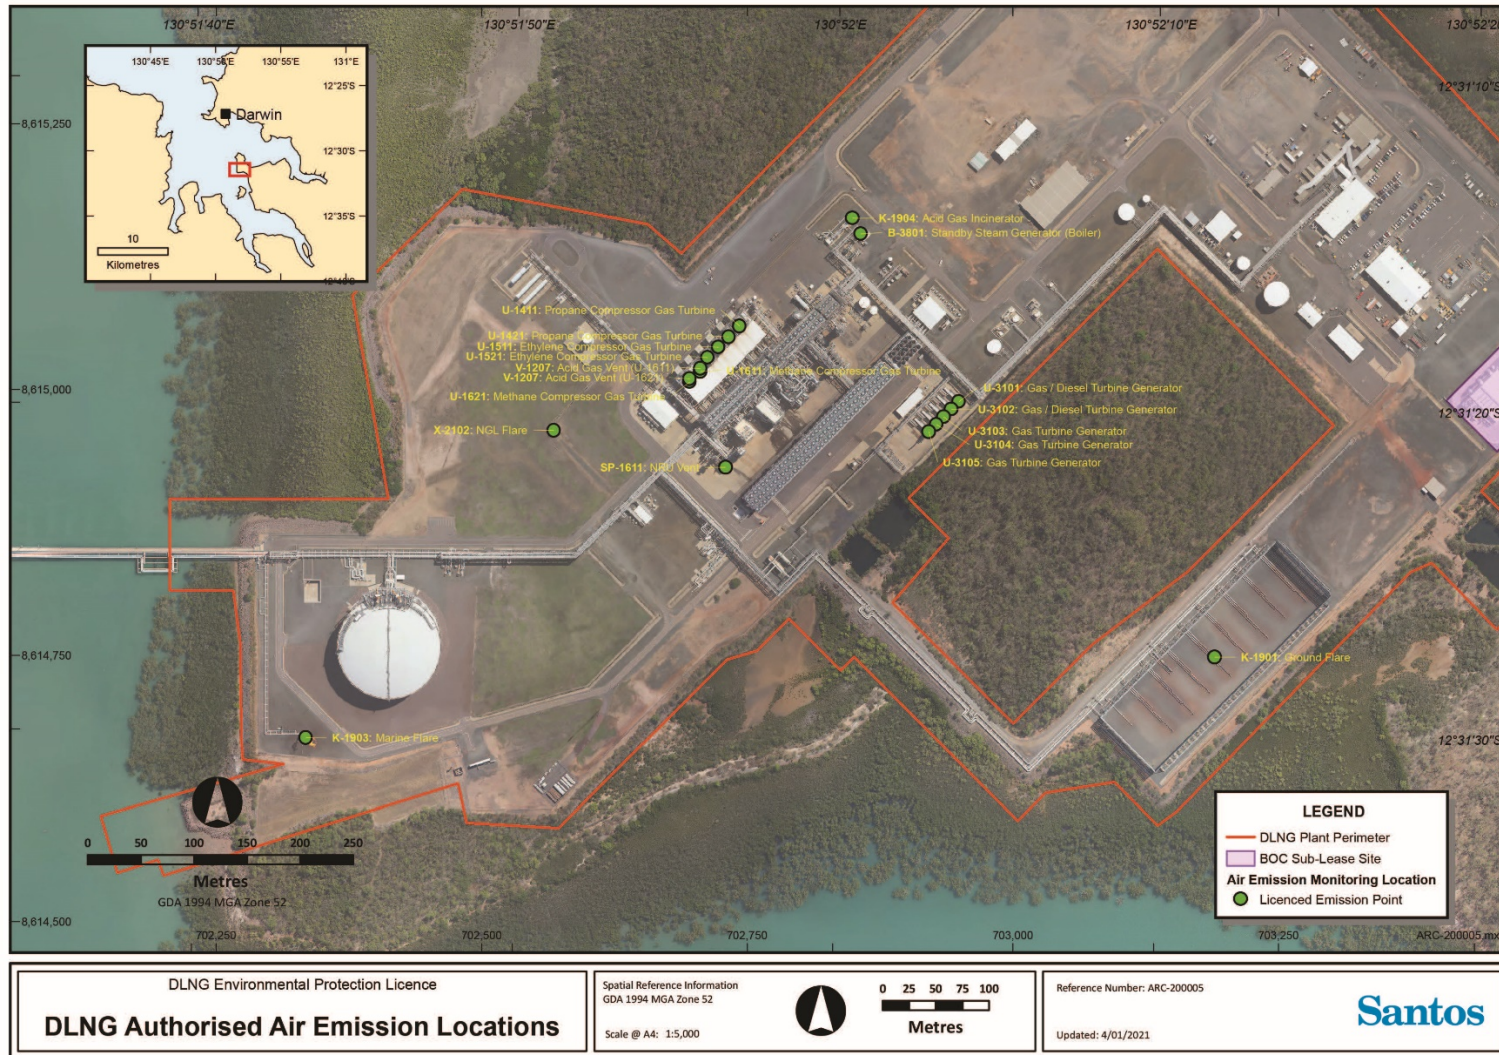 130°51'40"E
130°51'50"E
130°52'E
130°52'10"E
130°52'20
130°45'E
130°50'E
130°55'E
131°E
12°25'S
Darwin
12°30'S
12°35'S
12°40'S
10
Kilometres
8,615,250
8,615,000
8,614,750
8,614,500
12°31'10"S
12°31'20"S
12°31'30"S
K-1904: Acid Gas Incinerator
B-3801: Standby Steam Generator (Boiler)
U-1411: Propane Compressor Gas Turbine
U-1421: Propane Compressor Gas Turbine
U-1511: Ethylene Compressor Gas Turbine
U-1521: Ethylene Compressor Gas Turbine
V-1207: Acid Gas Vent (U-1611)
V-1207: Acid Gas Vent (U-1621)
U-1611: Methane Compressor Gas Turbine
U-1621: Methane Compressor Gas Turbine
X-2102: NGL Flare
SP-1611: NRU Vent
U-3101: Gas / Diesel Turbine Generator
U-3102: Gas / Diesel Turbine Generator
U-3103: Gas Turbine Generator
U-3104: Gas Turbine Generator
U-3105: Gas Turbine Generator
K-1901: Ground Flare
K-1903: Marine Flare
0 50 100 150 200 250
Metres
GDA 1994 MGA Zone 52
702,250
702,500
702,750
703,000
703,250
LEGEND
DLNG Plant Perimeter
BOC Sub-Lease Site
Air Emission Monitoring Location
Licenced Emission Point
ARC-200005.mx
DLNG Environmental Protection Licence
DLNG Authorised Air Emission Locations
Spatial Reference Information
GDA 1994 MGA Zone 52
Scale @ A4: 1:5,000
0 25 50 75 100
Metres
Reference Number: ARC-200005
Updated: 4/01/2021
Santos